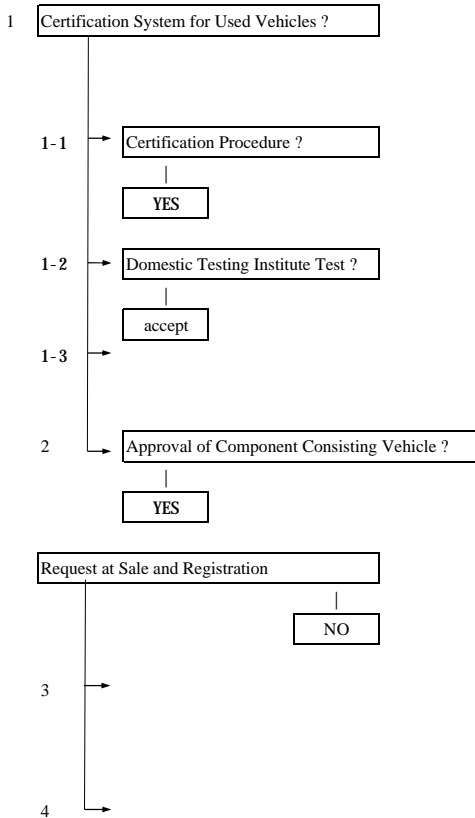 1 Certification System for Used Vehicles ?
1-1 Certification Procedure ?
YES
1-2 Domestic Testing Institute Test ?
accept
1-3
2 Approval of Component Consisting Vehicle ?
YES
Request at Sale and Registration
NO
3
4